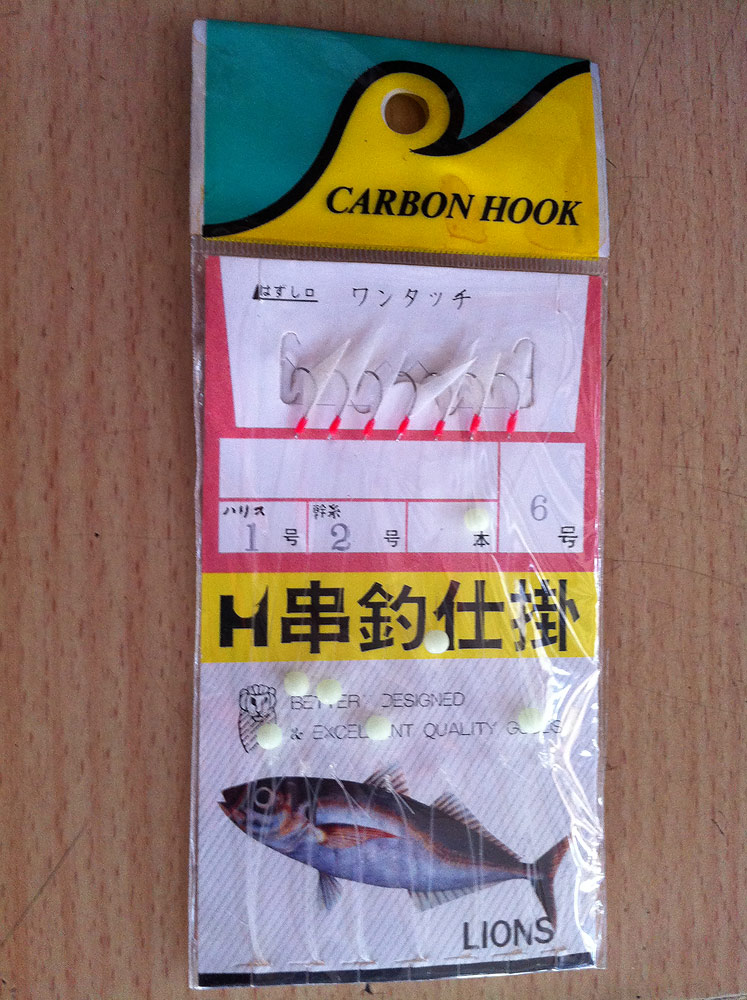 CARBON HOOK
はずし口 ワンタッチ
ハリス 1号 幹糸 2号 本 6号
H串釣仕掛
BETTER DESIGNED
& EXCELLENT QUALITY GOODS
LIONS